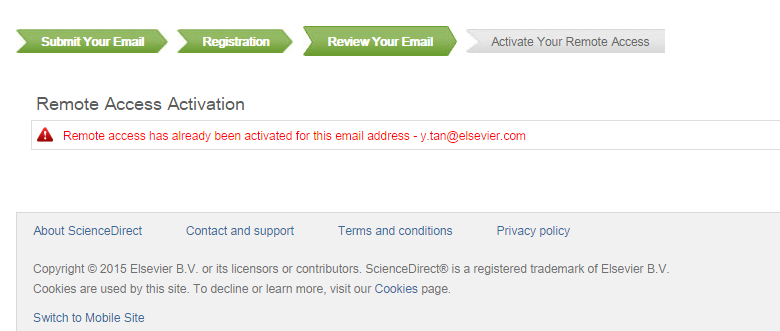 Submit Your Email Registration Review Your Email Activate Your Remote Access
Remote Access Activation
Remote access has already been activated for this email address - y.tan@elsevier.com
About ScienceDirect Contact and support Terms and conditions Privacy policy
Copyright © 2015 Elsevier B.V. or its licensors or contributors. ScienceDirect® is a registered trademark of Elsevier B.V.
Cookies are used by this site. To decline or learn more, visit our Cookies page.
Switch to Mobile Site